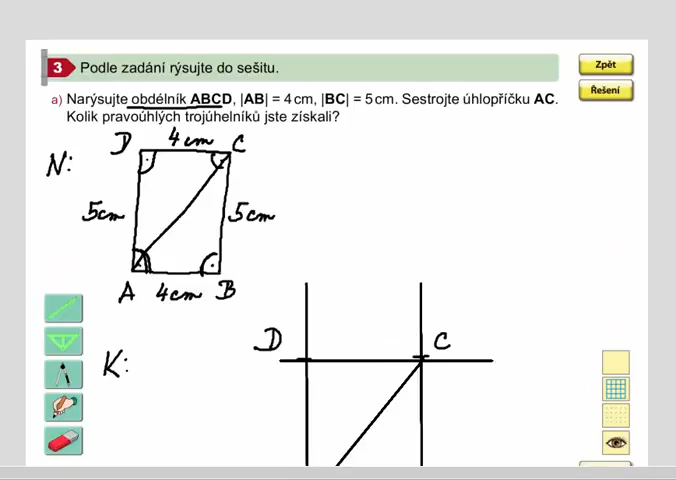 3 Podle zadání rýsujte do sešitu.
Zpět
Řešení
a) Narýsujte obdélník ABCD, |AB| = 4 cm, |BC| = 5 cm. Sestrojte úhlopříčku AC.
Kolik pravoúhlých trojúhelníků jste získali?
N:
D 4cm C
5cm 5cm
A 4cm B
D C
K: